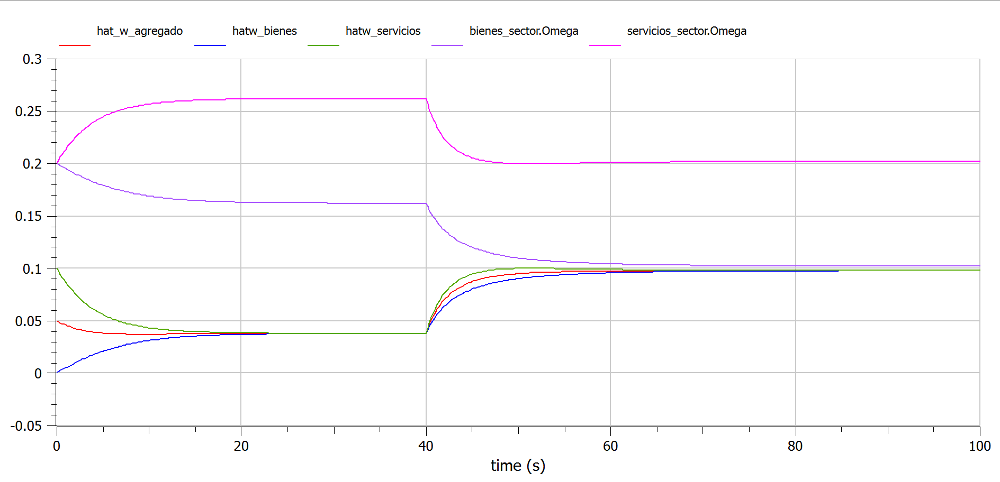 hat_w_agregado hatw_bienes hatw_servicios bienes_sector.Omega servicios_sector.Omega
0.3
0.25
0.2
0.15
0.1
0.05
0
-0.05
0 20 40 60 80 100
time (s)